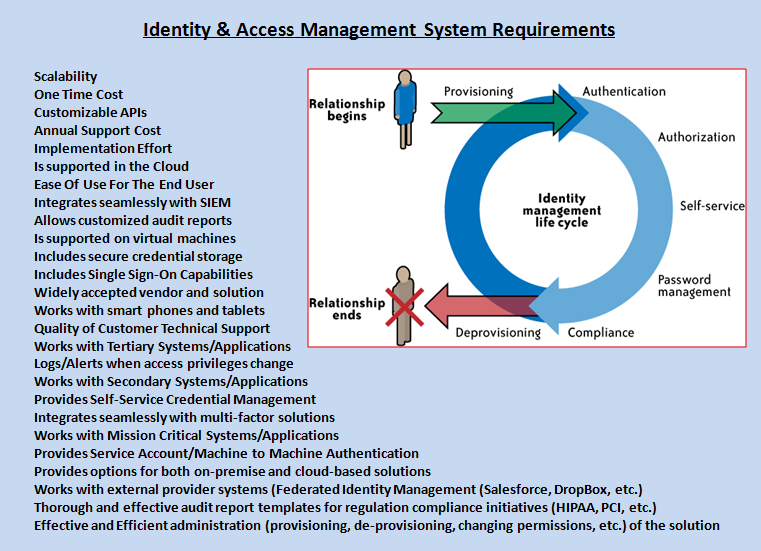 Identity & Access Management System Requirements
Scalability
One Time Cost
Customizable APIs
Annual Support Cost
Implementation Effort
Is supported in the Cloud
Ease Of Use For The End User
Integrates seamlessly with SIEM
Allows customized audit reports
Is supported on virtual machines
Includes secure credential storage
Includes Single Sign-On Capabilities
Widely accepted vendor and solution
Works with smart phones and tablets
Quality of Customer Technical Support
Works with Tertiary Systems/Applications
Logs/Alerts when access privileges change
Works with Secondary Systems/Applications
Provides Self-Service Credential Management
Integrates seamlessly with multi-factor solutions
Works with Mission Critical Systems/Applications
Provides Service Account/Machine to Machine Authentication
Provides options for both on-premise and cloud-based solutions
Works with external provider systems (Federated Identity Management (Salesforce, DropBox, etc.)
Thorough and effective audit report templates for regulation compliance initiatives (HIPAA, PCI, etc.)
Effective and Efficient administration (provisioning, de-provisioning, changing permissions, etc.) of the solution
Relationship
begins
Provisioning
Authentication
Authorization
Self-service
Identity
management
life cycle
Password
management
Relationship
ends
Deprovisioning
Compliance